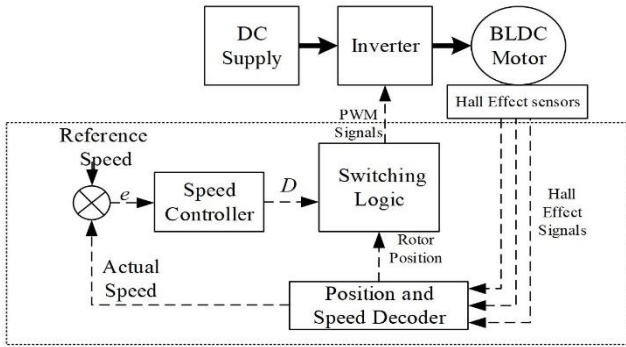 DC
Supply
Inverter
BLDC
Motor
Hall Effect sensors
PWM
Signals
Reference
Speed
e
Speed
Controller
D
Switching
Logic
Hall
Effect
Signals
Rotor
Position
Actual
Speed
Position and
Speed Decoder